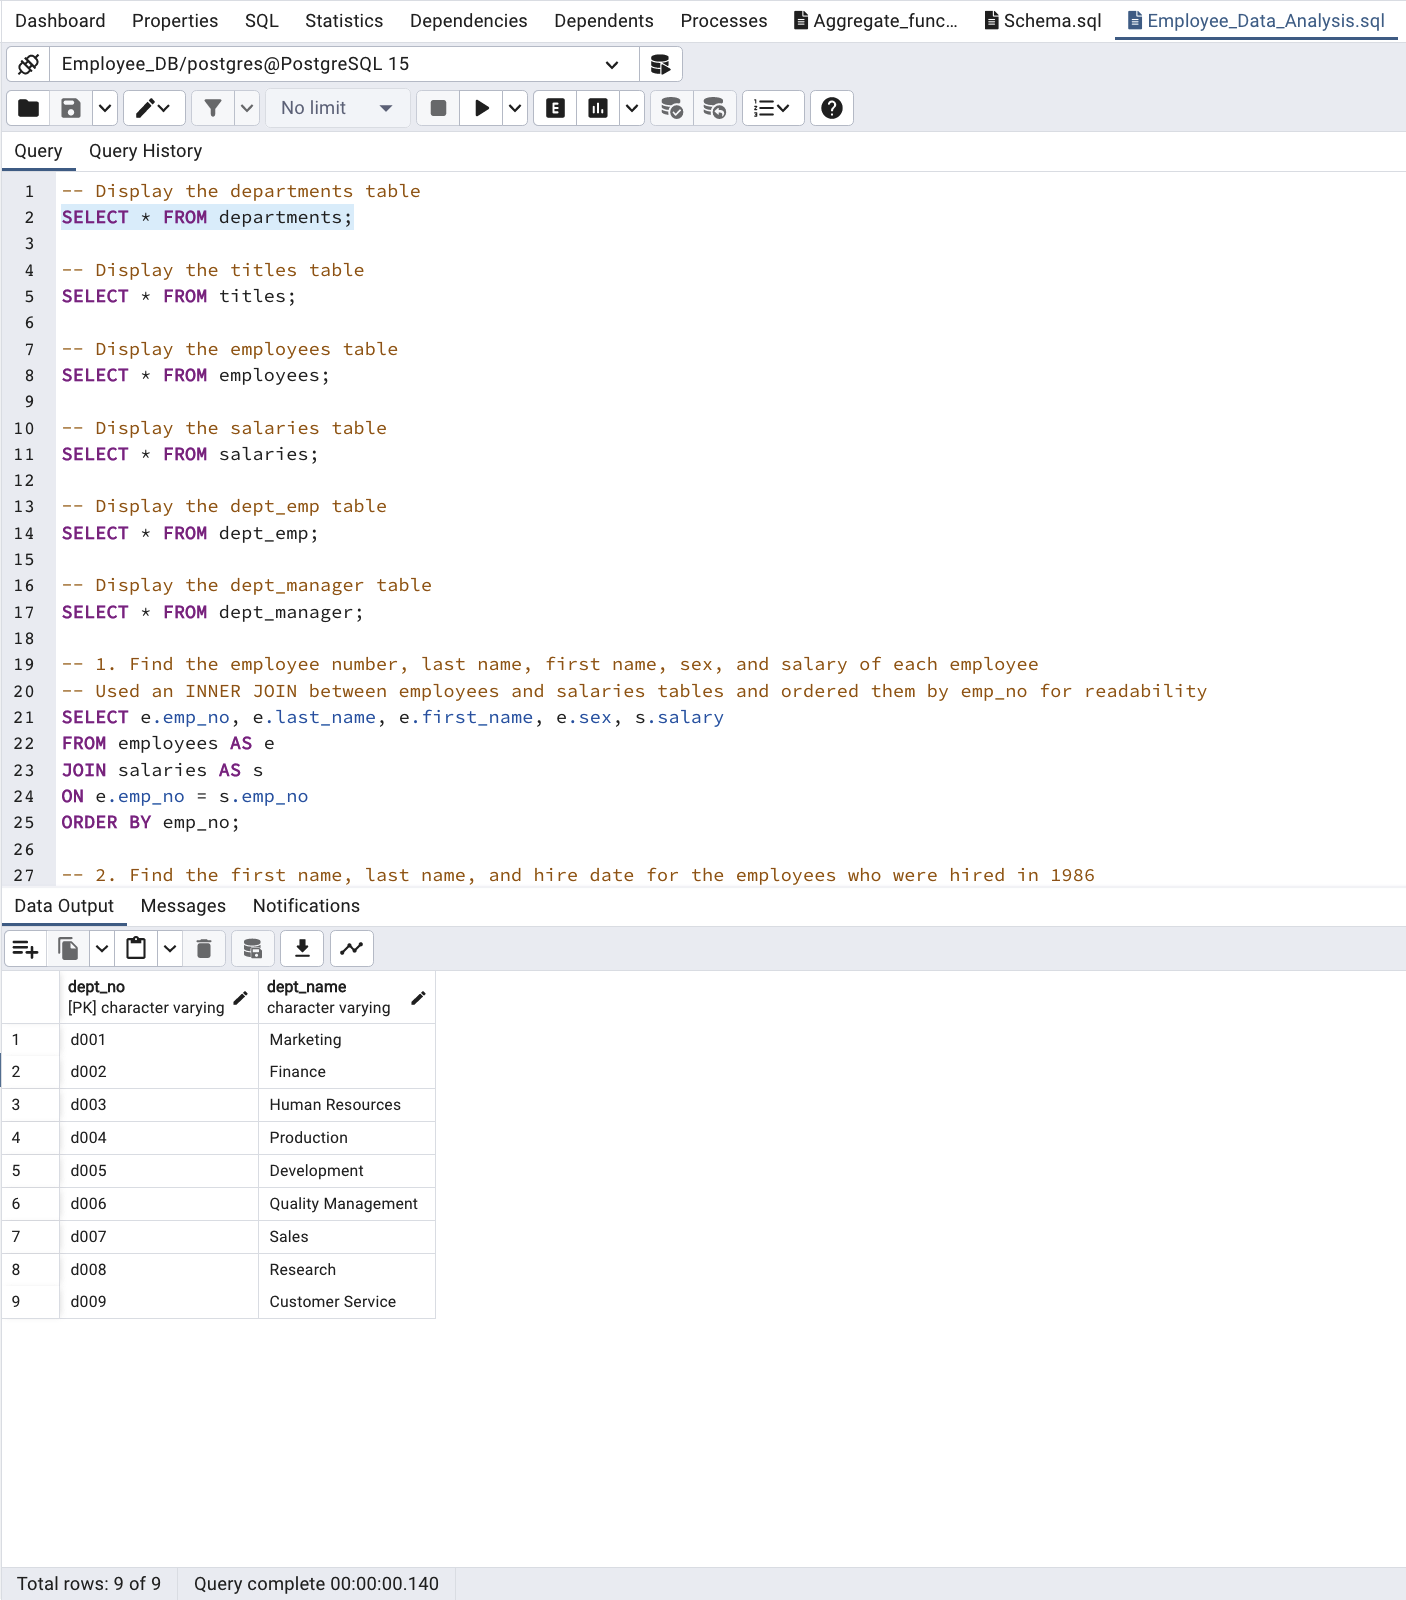 Dashboard Properties SQL Statistics Dependencies Dependents Processes Aggregate_func... Schema.sql Employee_Data_Analysis.sql
Employee_DB/postgres@PostgreSQL 15
No limit E ?
Query Query History
1 -- Display the departments table
2 SELECT * FROM departments;
3
4 -- Display the titles table
5 SELECT * FROM titles;
6
7 -- Display the employees table
8 SELECT * FROM employees;
9
10 -- Display the salaries table
11 SELECT * FROM salaries;
12
13 -- Display the dept_emp table
14 SELECT * FROM dept_emp;
15
16 -- Display the dept_manager table
17 SELECT * FROM dept_manager;
18
19 -- 1. Find the employee number, last name, first name, sex, and salary of each employee
20 -- Used an INNER JOIN between employees and salaries tables and ordered them by emp_no for readability
21 SELECT e.emp_no, e.last_name, e.first_name, e.sex, s.salary
22 FROM employees AS e
23 JOIN salaries AS s
24 ON e.emp_no = s.emp_no
25 ORDER BY emp_no;
26
27 -- 2. Find the first name, last name, and hire date for the employees who were hired in 1986
Data Output Messages Notifications
dept_no dept_name
[PK] character varying character varying
1 d001 Marketing
2 d002 Finance
3 d003 Human Resources
4 d004 Production
5 d005 Development
6 d006 Quality Management
7 d007 Sales
8 d008 Research
9 d009 Customer Service
Total rows: 9 of 9 Query complete 00:00:00.140